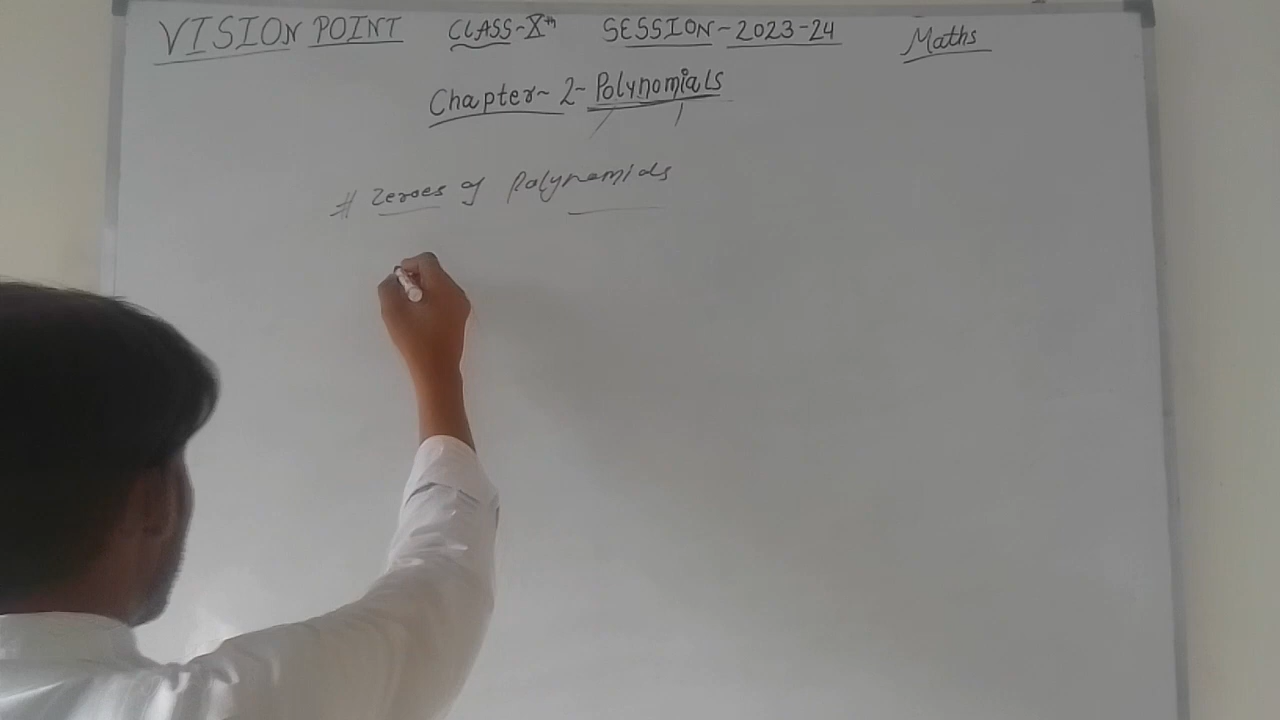 VISION POINT CLASS-Xth SESSION-2023-24 Maths
Chapter-2-Polynomials
# Zeroes of Polynomials